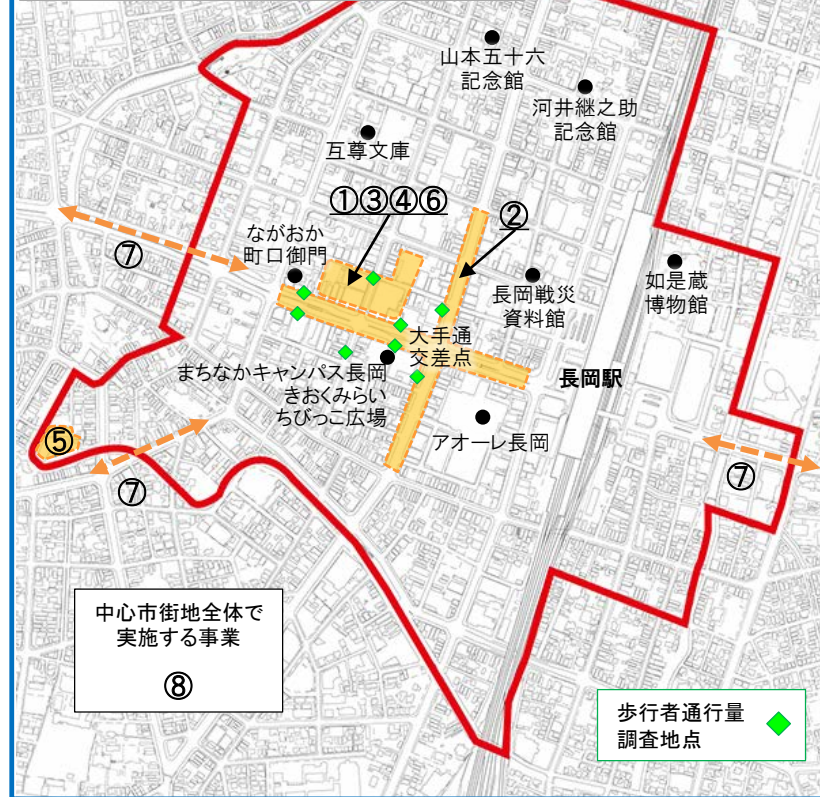 山本五十六
記念館
河井継之助
記念館
互尊文庫
①③④⑥
②
ながおか
町口御門
⑦
長岡戦災
資料館
如是蔵
博物館
大手通
交差点
まちなかキャンパス長岡
きおくみらい
ちびっこ広場
長岡駅
アオーレ長岡
⑤
⑦
⑦
中心市街地全体で
実施する事業
⑧
歩行者通行量
調査地点